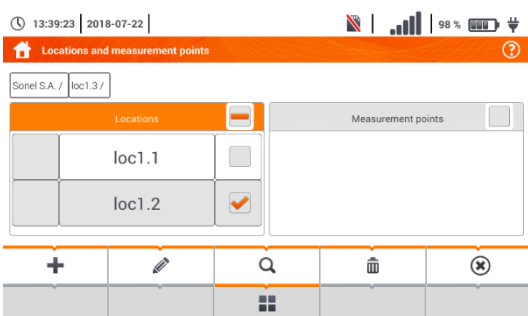 13:39:23 2018-07-22 98 %
Locations and measurement points ?
Sonel S.A. / loc1.3 /
Locations Measurement points
loc1.1
loc1.2